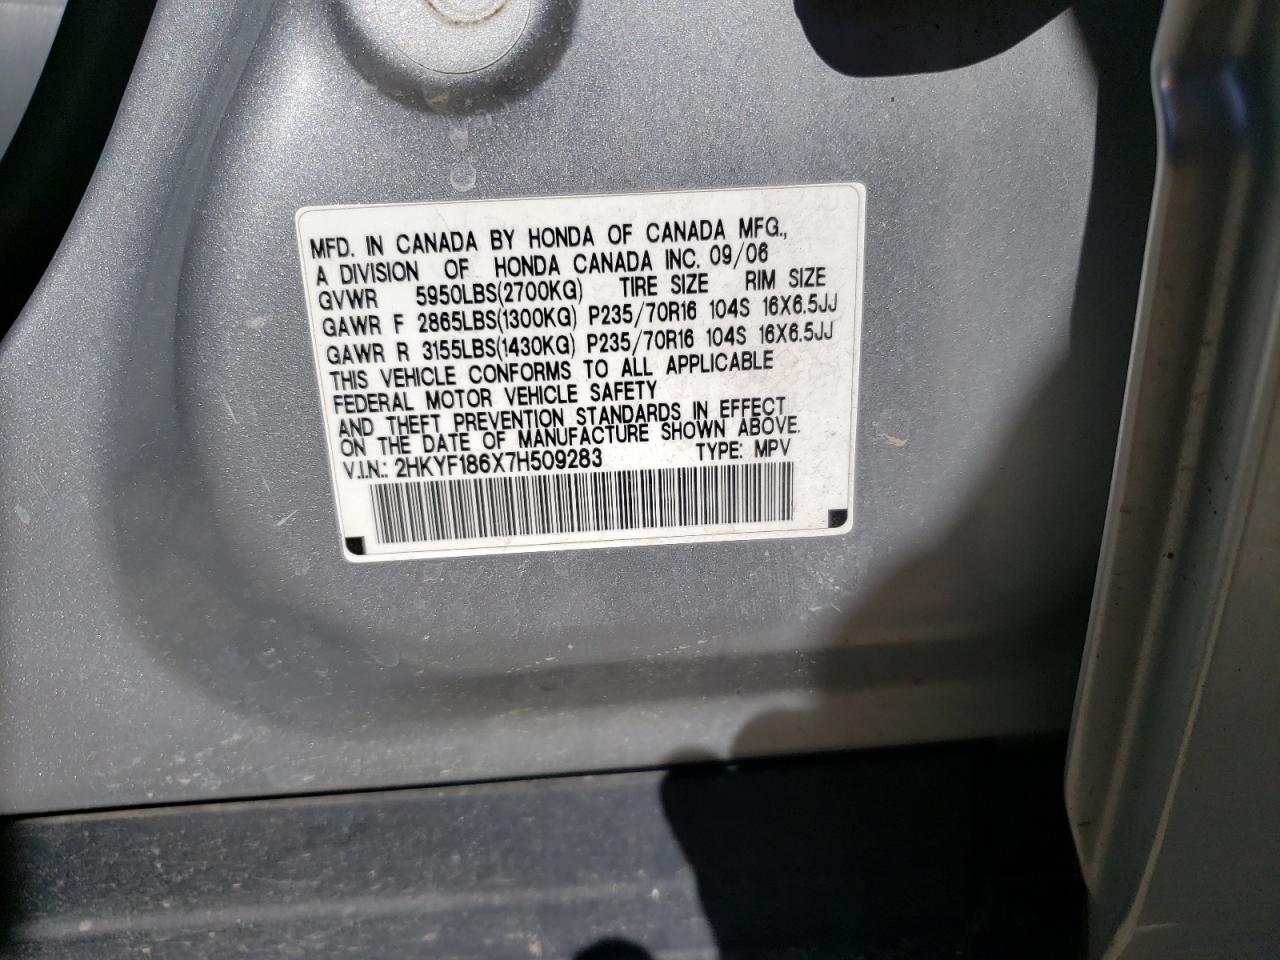 MFD. IN CANADA BY HONDA OF CANADA MFG.,
A DIVISION OF HONDA CANADA INC. 09/06
GVWR 5950LBS(2700KG) TIRE SIZE RIM SIZE
GAWR F 2865LBS(1300KG) P235/70R16 104S 16X6.5JJ
GAWR R 3155LBS(1430KG) P235/70R16 104S 16X6.5JJ
THIS VEHICLE CONFORMS TO ALL APPLICABLE
FEDERAL MOTOR VEHICLE SAFETY
AND THEFT PREVENTION STANDARDS IN EFFECT
ON THE DATE OF MANUFACTURE SHOWN ABOVE.
V.I.N.: 2HKYF186X7H509283 TYPE: MPV